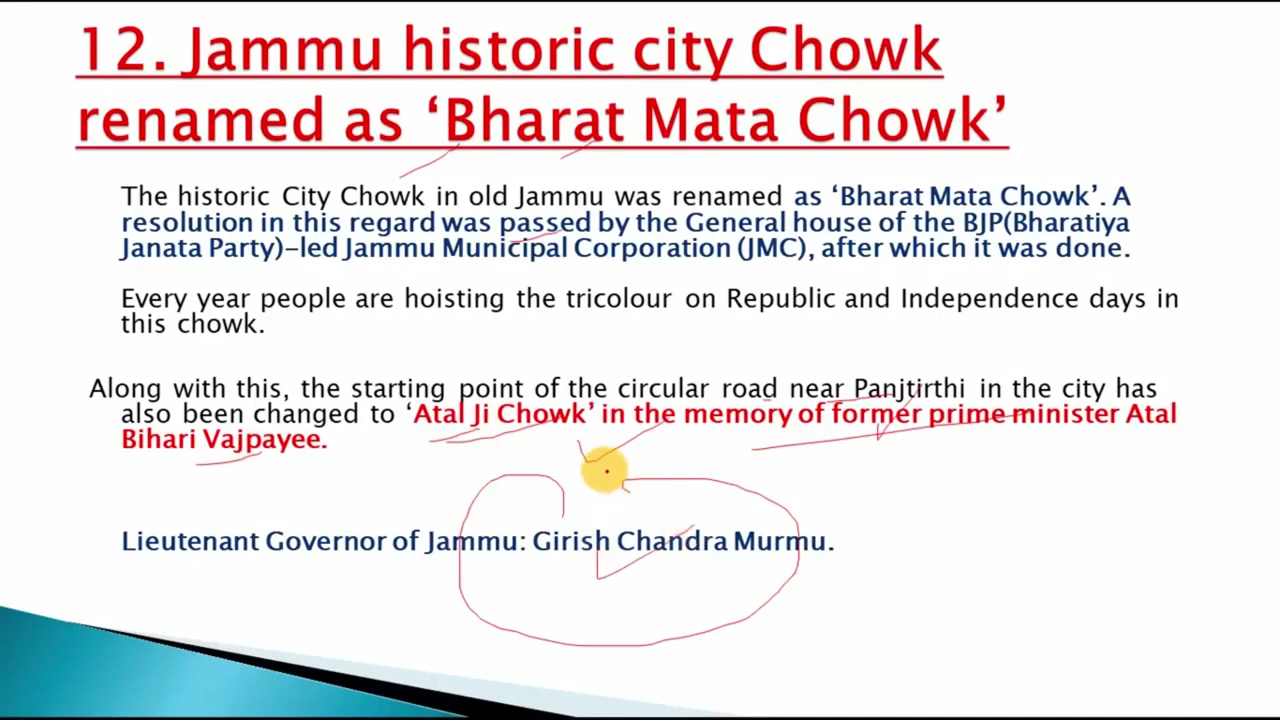 12. Jammu historic city Chowk
renamed as ‘Bharat Mata Chowk’
The historic City Chowk in old Jammu was renamed as ‘Bharat Mata Chowk’. A
resolution in this regard was passed by the General house of the BJP(Bharatiya
Janata Party)-led Jammu Municipal Corporation (JMC), after which it was done.
Every year people are hoisting the tricolour on Republic and Independence days in
this chowk.
Along with this, the starting point of the circular road near Panjtirthi in the city has
also been changed to ‘Atal Ji Chowk’ in the memory of former prime minister Atal
Bihari Vajpayee.
Lieutenant Governor of Jammu: Girish Chandra Murmu.